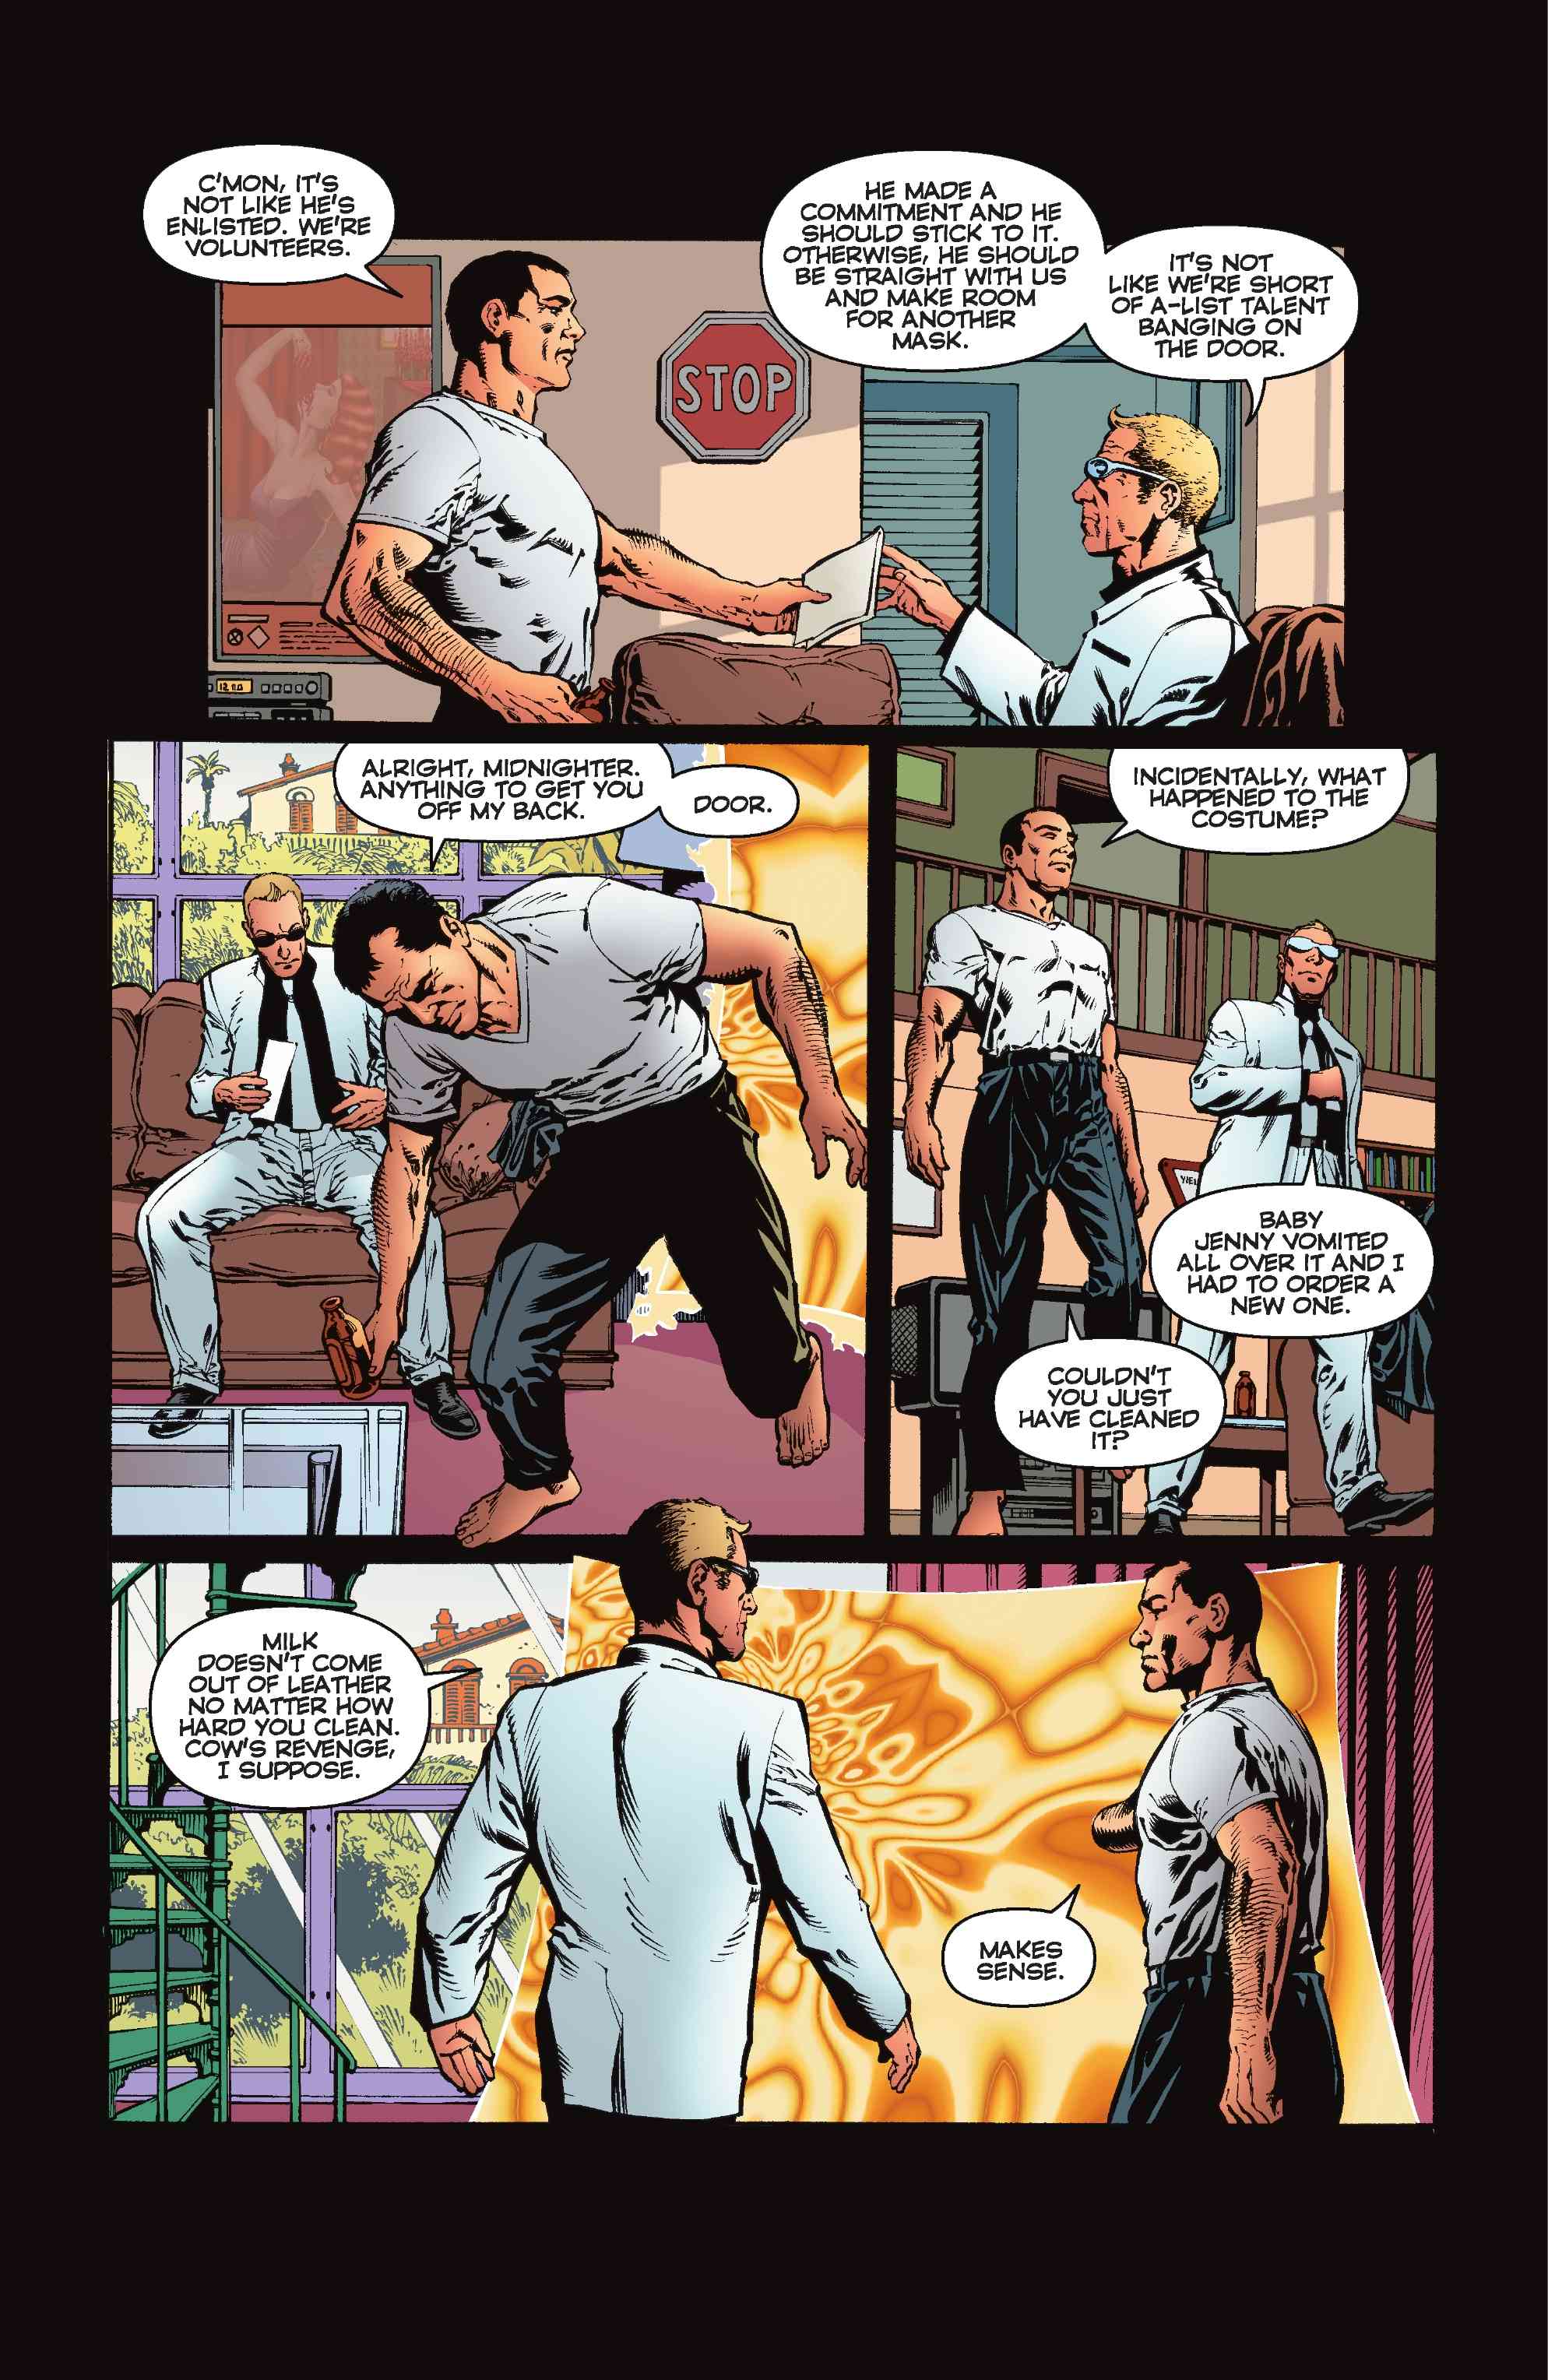 C'MON, IT'S
NOT LIKE HE'S
ENLISTED. WE'RE
VOLUNTEERS.
HE MADE A
COMMITMENT AND HE
SHOULD STICK TO IT.
OTHERWISE, HE SHOULD
BE STRAIGHT WITH US
AND MAKE ROOM
FOR ANOTHER
MASK.
IT'S NOT
LIKE WE'RE SHORT
OF A-LIST TALENT
BANGING ON
THE DOOR.
STOP
ALRIGHT, MIDNIGHTER.
ANYTHING TO GET YOU
OFF MY BACK.
DOOR.
INCIDENTALLY, WHAT
HAPPENED TO THE
COSTUME?
BABY
JENNY VOMITED
ALL OVER IT AND I
HAD TO ORDER A
NEW ONE.
COULDN'T
YOU JUST
HAVE CLEANED
IT?
MILK
DOESN'T COME
OUT OF LEATHER
NO MATTER HOW
HARD YOU CLEAN.
COW'S REVENGE,
I SUPPOSE.
MAKES
SENSE.